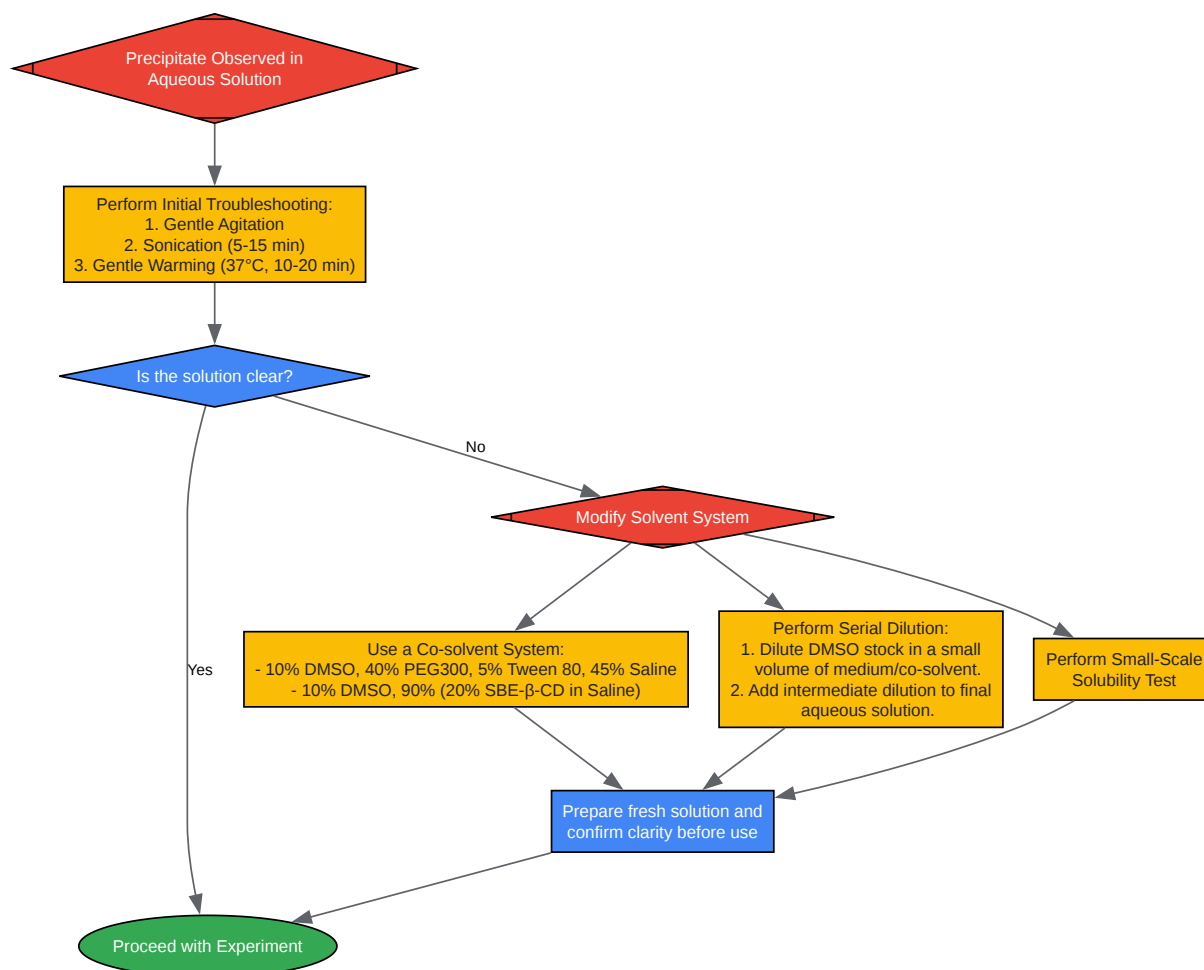 Precipitate Observed in
Aqueous Solution
Perform Initial Troubleshooting:
1. Gentle Agitation
2. Sonication (5-15 min)
3. Gentle Warming (37°C, 10-20 min)
Is the solution clear?
No
Modify Solvent System
Use a Co-solvent System:
- 10% DMSO, 40% PEG300, 5% Tween 80, 45% Saline
- 10% DMSO, 90% (20% SBE-β-CD in Saline)
Perform Serial Dilution:
1. Dilute DMSO stock in a small
volume of medium/co-solvent.
2. Add intermediate dilution to final
aqueous solution.
Perform Small-Scale
Solubility Test
Yes
Prepare fresh solution and
confirm clarity before use
Proceed with Experiment